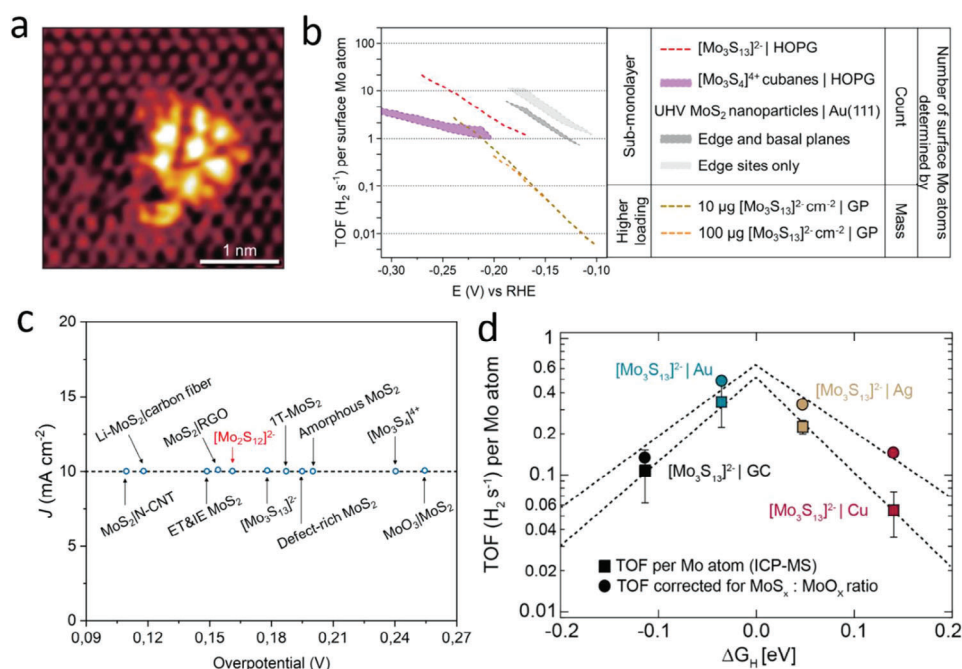 a
1 nm
b
100
10
1
0,1
0,01
TOF (H2 s⁻¹) per surface Mo atom
-0,30 -0,25 -0,20 -0,15 -0,10
E (V) vs RHE
[Mo3S13]²⁻ | HOPG
[Mo3S4]⁴⁺ cubanes | HOPG
UHV MoS2 nanoparticles | Au(111)
Edge and basal planes
Edge sites only
10 µg [Mo3S13]²⁻ cm⁻² | GP
100 µg [Mo3S13]²⁻ cm⁻² | GP
Sub-monolayer
Higher
loading
Count
Mass
Number of surface Mo atoms
determined by
c
20
15
10
5
0
J (mA cm⁻²)
Li-MoS2|carbon fiber
MoS2|RGO
[Mo2S12]²⁻
1T-MoS2
Amorphous MoS2
[Mo3S4]⁴⁺
MoS2|N-CNT
ET&IE MoS2
[Mo3S13]²⁻
Defect-rich MoS2
MoO3|MoS2
0,09 0,12 0,15 0,18 0,21 0,24 0,27
Overpotential (V)
d
1
0.6
0.4
0.2
0.1
0.06
0.04
0.02
0.01
TOF (H2 s⁻¹) per Mo atom
[Mo3S13]²⁻ | Au
[Mo3S13]²⁻ | Ag
[Mo3S13]²⁻ | GC
[Mo3S13]²⁻ | Cu
TOF per Mo atom (ICP-MS)
TOF corrected for MoSx : MoOx ratio
-0.2 -0.1 0.0 0.1 0.2
ΔGH [eV]